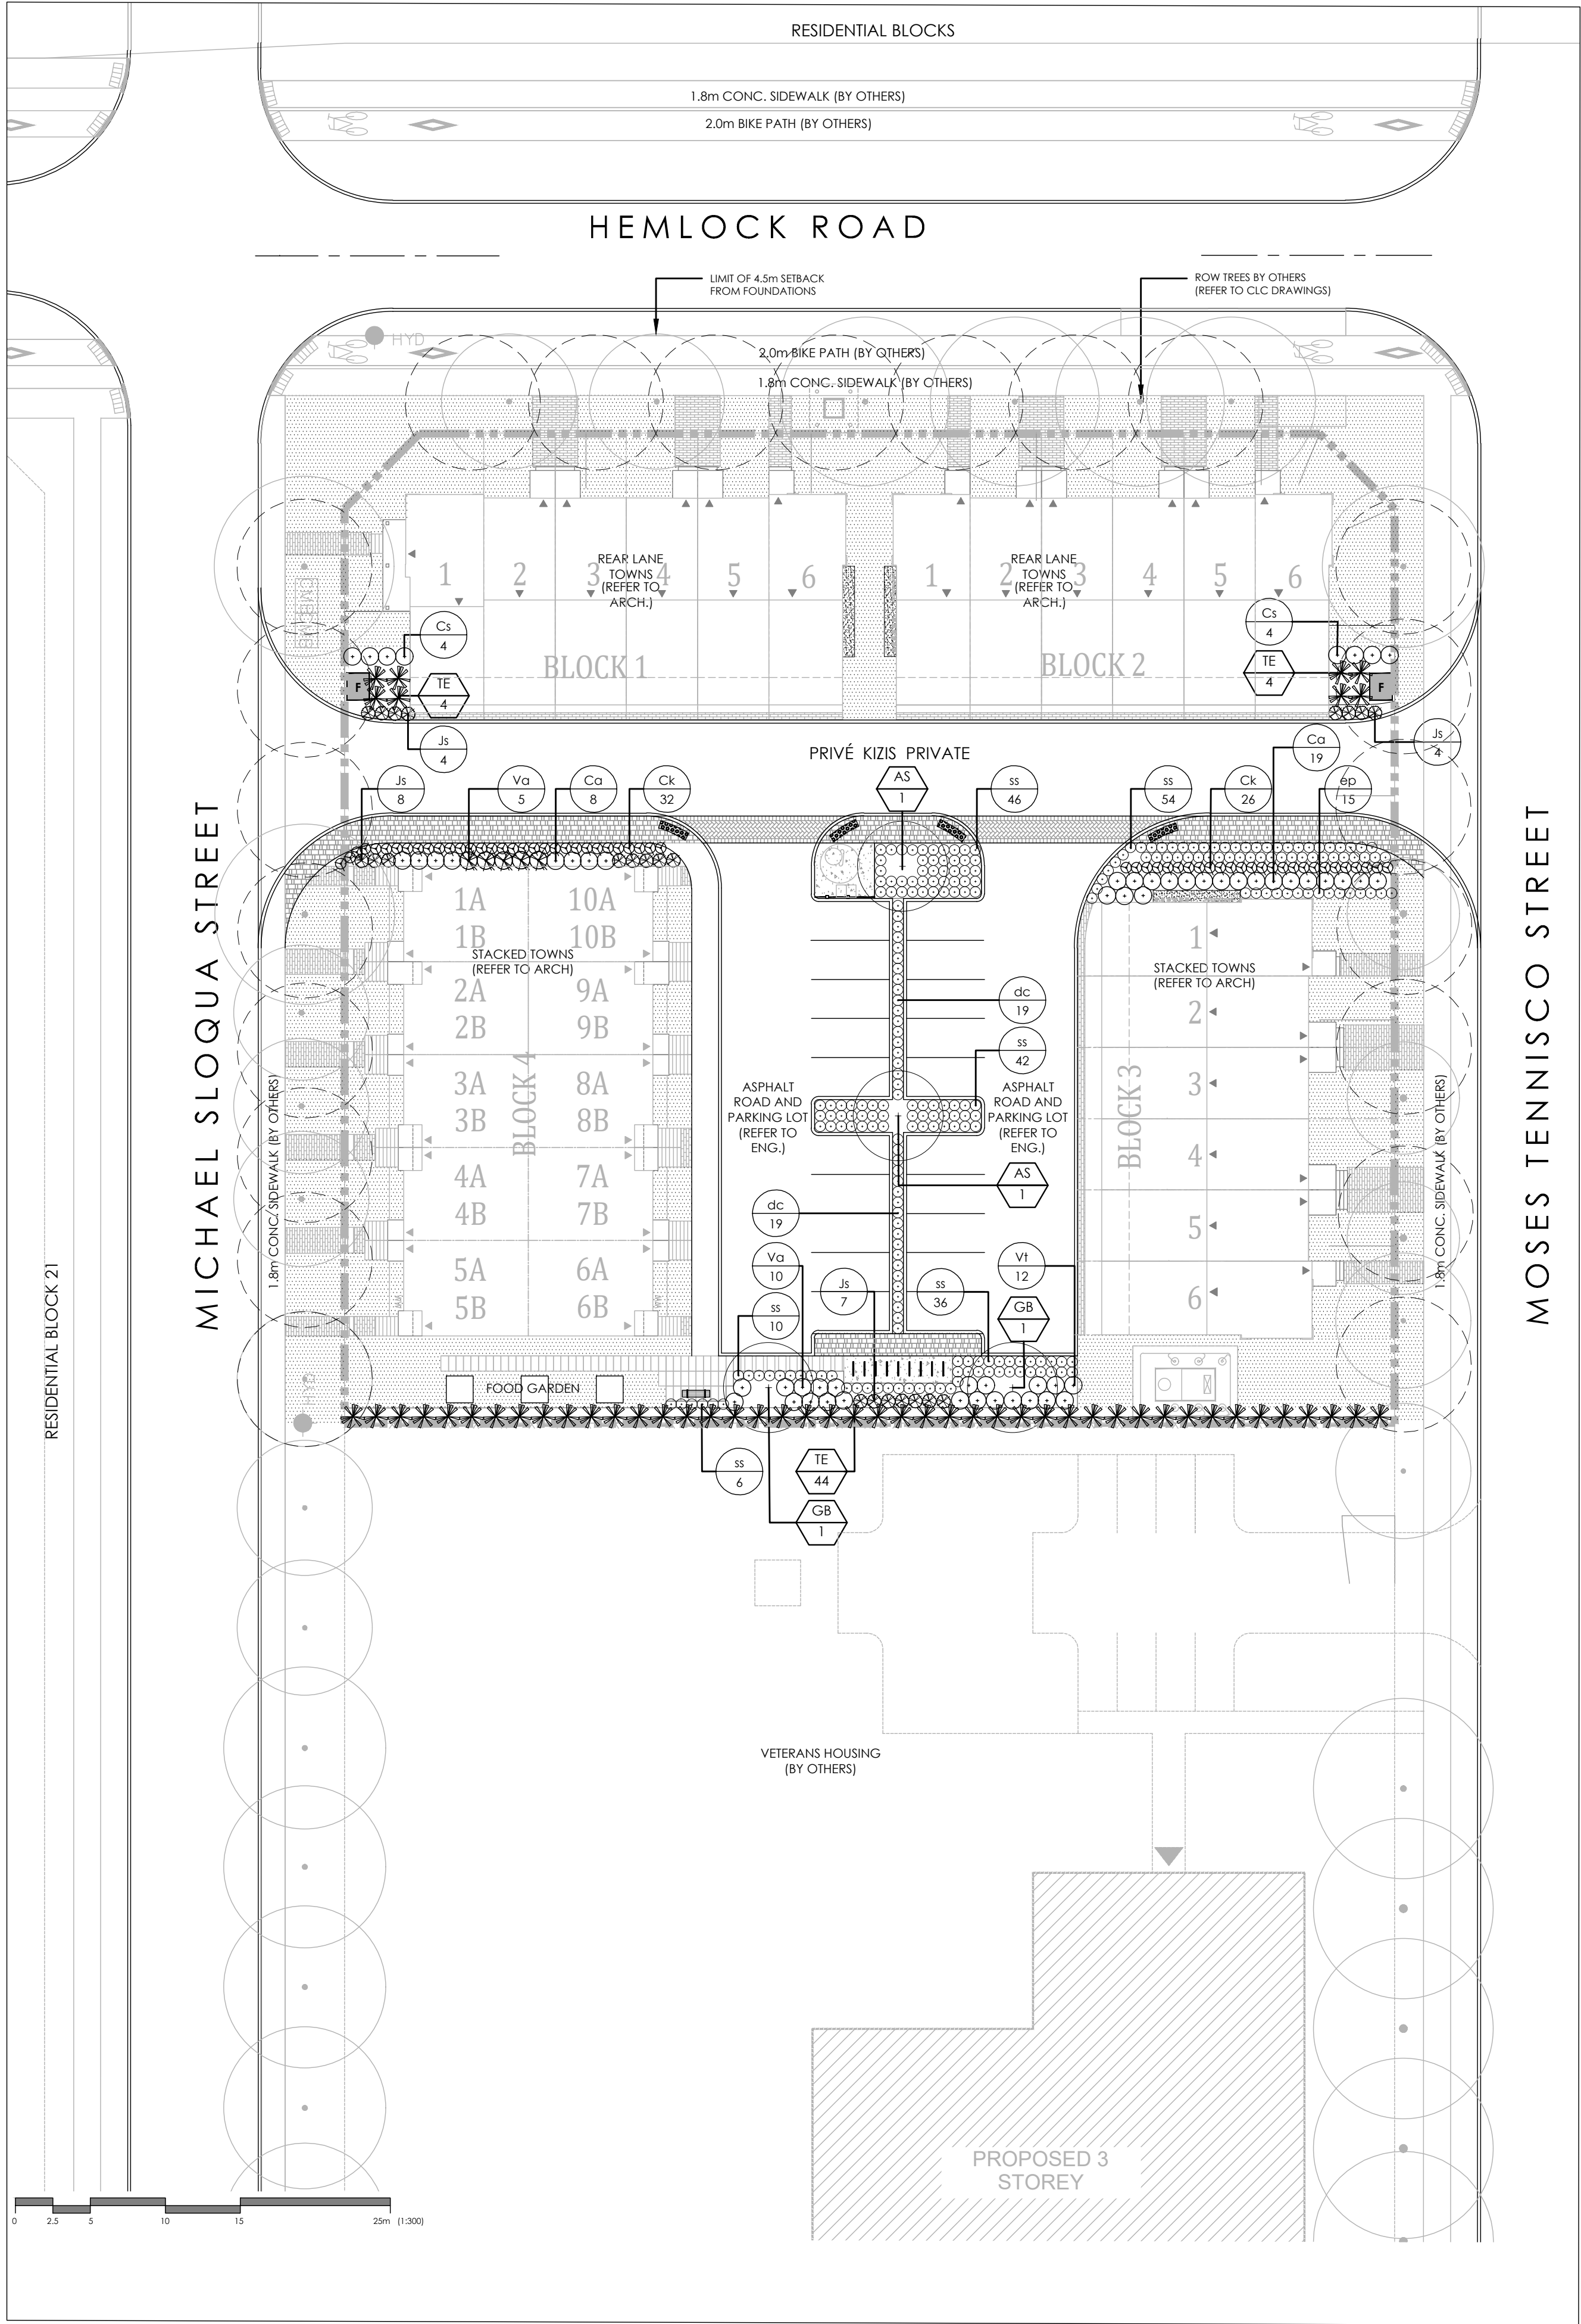 RESIDENTIAL BLOCKS
1.8m CONC. SIDEWALK (BY OTHERS)
2.0m BIKE PATH (BY OTHERS)
HEMLOCK ROAD
LIMIT OF 4.5m SETBACK
FROM FOUNDATIONS
ROW TREES BY OTHERS
(REFER TO CLC DRAWINGS)
HYD
2.0m BIKE PATH (BY OTHERS)
1.8m CONC. SIDEWALK (BY OTHERS)
1
2
3
4
5
6
REAR LANE
TOWNS
(REFER TO
ARCH.)
BLOCK 1
1
2
3
4
5
6
REAR LANE
TOWNS
(REFER TO
ARCH.)
BLOCK 2
Cs
4
TE
4
Js
4
F
Cs
4
TE
4
Js
4
F
PRIVÉ KIZIS PRIVATE
Js
8
Va
5
Ca
8
Ck
32
AS
1
ss
46
ss
54
Ck
26
Ca
19
ep
15
MICHAEL SLOQUA STREET
MOSES TENNISCO STREET
RESIDENTIAL BLOCK 21
1.8m CONC. SIDEWALK (BY OTHERS)
1.8m CONC. SIDEWALK (BY OTHERS)
1A 10A
1B 10B
STACKED TOWNS
(REFER TO ARCH)
2A 9A
2B 9B
3A 8A
3B 8B
BLOCK 4
4A 7A
4B 7B
5A 6A
5B 6B
dc
19
ss
42
ASPHALT
ROAD AND
PARKING LOT
(REFER TO
ENG.)
ASPHALT
ROAD AND
PARKING LOT
(REFER TO
ENG.)
AS
1
dc
19
Va
10
ss
10
Js
7
ss
36
Vt
12
GB
1
STACKED TOWNS
(REFER TO ARCH)
BLOCK 3
1
2
3
4
5
6
HYD
FOOD GARDEN
ss
6
TE
44
GB
1
VETERANS HOUSING
(BY OTHERS)
PROPOSED 3
STOREY
0 2.5 5 10 15 25m (1:300)